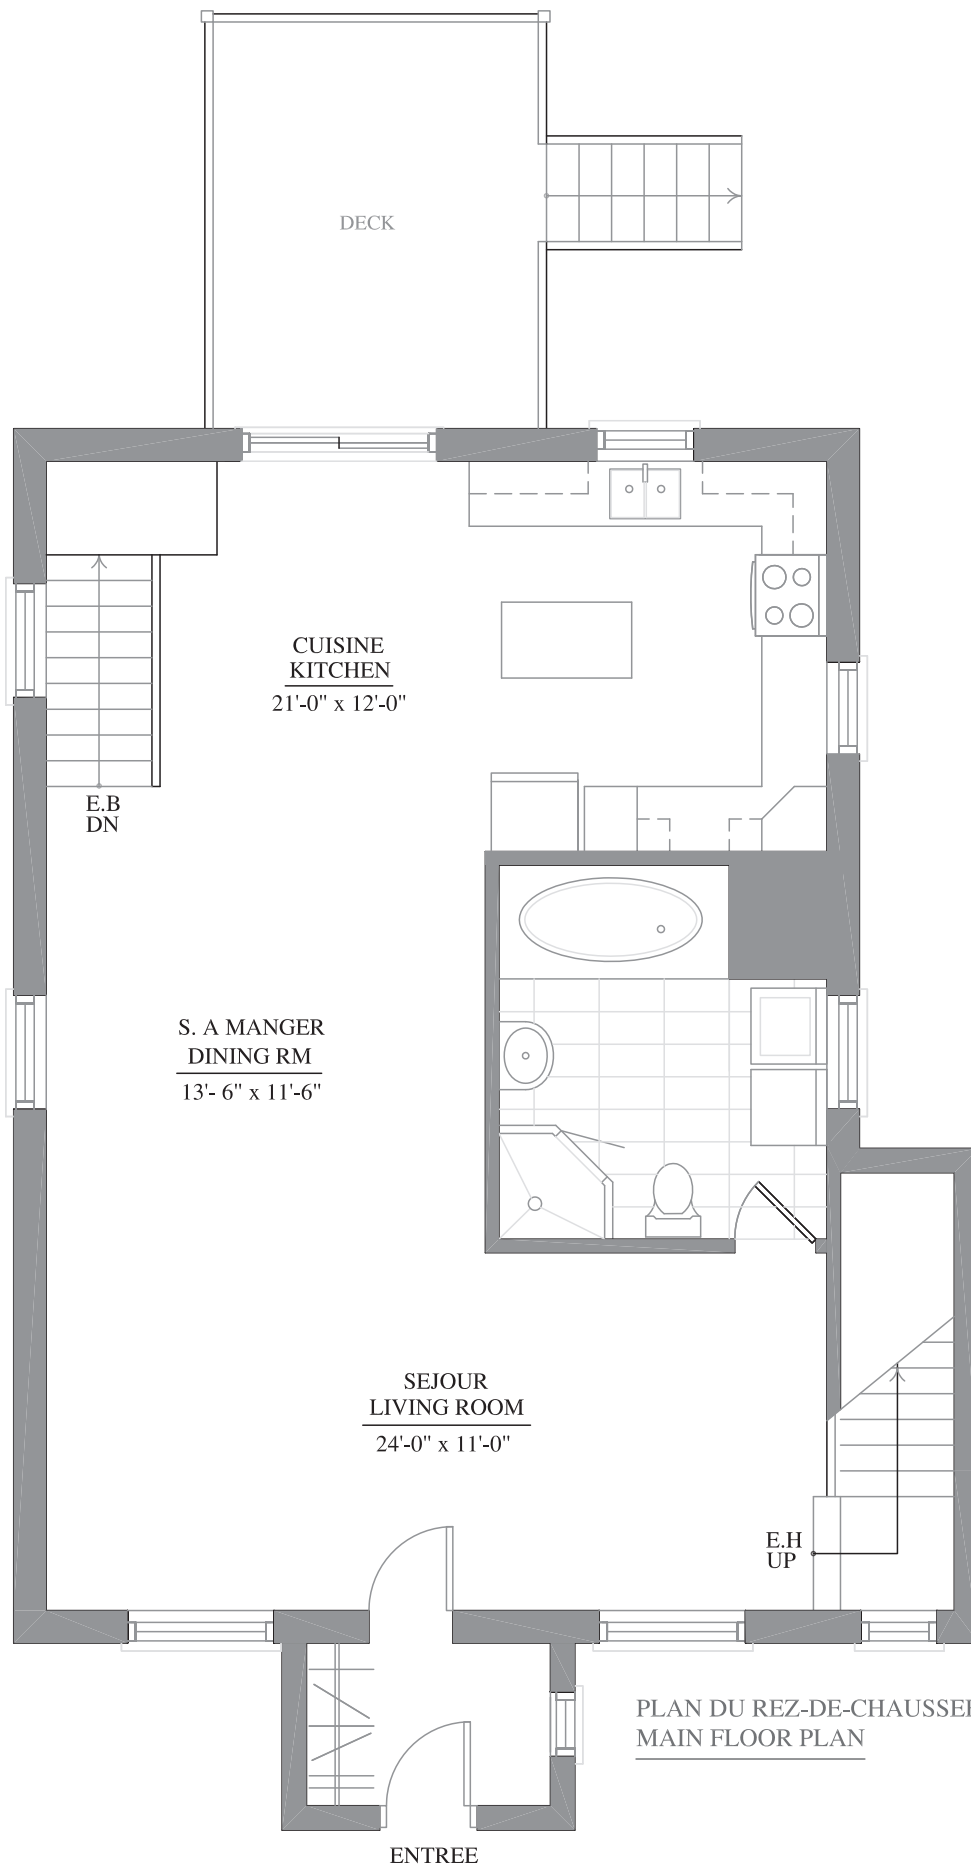 DECK
CUISINE
KITCHEN
21'-0" x 12'-0"
E.B
DN
S. A MANGER
DINING RM
13'- 6" x 11'-6"
SEJOUR
LIVING ROOM
24'-0" x 11'-0"
E.H
UP
PLAN DU REZ-DE-CHAUSSEE
MAIN FLOOR PLAN
ENTREE